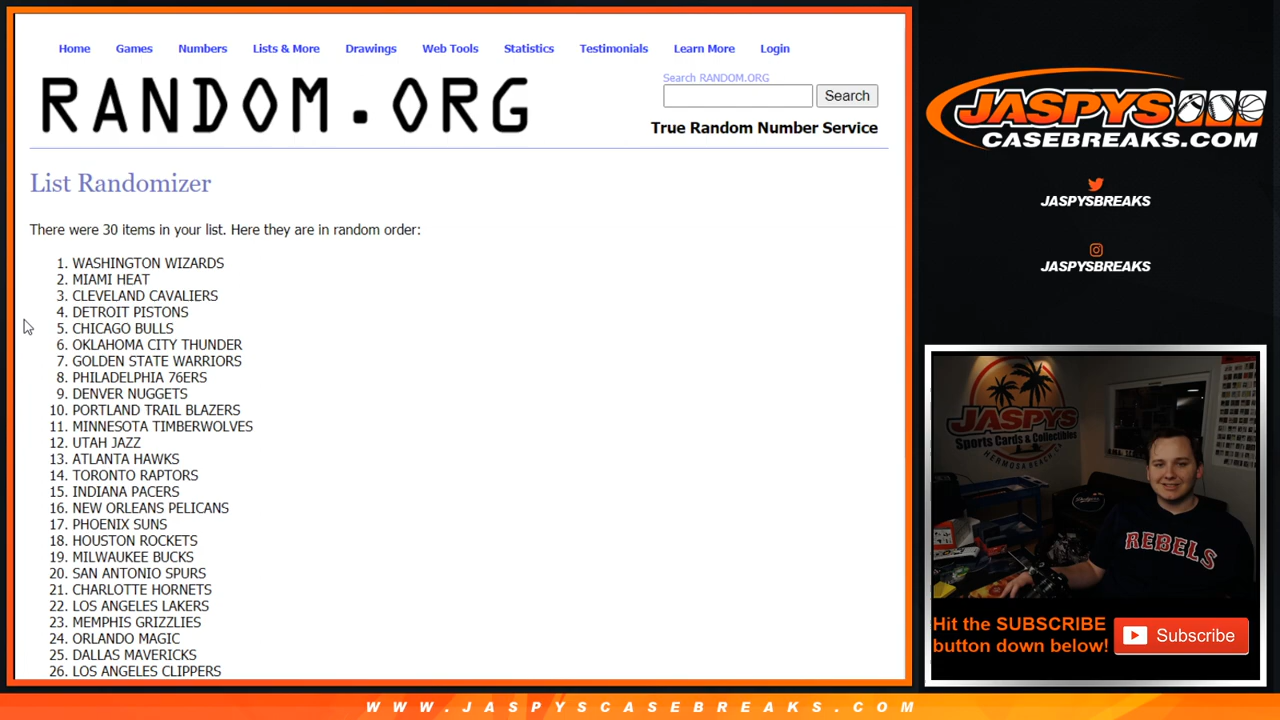 Home Games Numbers Lists & More Drawings Web Tools Statistics Testimonials Learn More Login
RANDOM.ORG
Search RANDOM.ORG
Search
True Random Number Service
List Randomizer
There were 30 items in your list. Here they are in random order:
1. WASHINGTON WIZARDS
2. MIAMI HEAT
3. CLEVELAND CAVALIERS
4. DETROIT PISTONS
5. CHICAGO BULLS
6. OKLAHOMA CITY THUNDER
7. GOLDEN STATE WARRIORS
8. PHILADELPHIA 76ERS
9. DENVER NUGGETS
10. PORTLAND TRAIL BLAZERS
11. MINNESOTA TIMBERWOLVES
12. UTAH JAZZ
13. ATLANTA HAWKS
14. TORONTO RAPTORS
15. INDIANA PACERS
16. NEW ORLEANS PELICANS
17. PHOENIX SUNS
18. HOUSTON ROCKETS
19. MILWAUKEE BUCKS
20. SAN ANTONIO SPURS
21. CHARLOTTE HORNETS
22. LOS ANGELES LAKERS
23. MEMPHIS GRIZZLIES
24. ORLANDO MAGIC
25. DALLAS MAVERICKS
26. LOS ANGELES CLIPPERS
JASPYS
CASEBREAKS.COM
JASPYSBREAKS
JASPYSBREAKS
JASPYS
Sports Cards & Collectibles
HERMOSA BEACH, CA
REBELS
Hit the SUBSCRIBE
button down below!
Subscribe
WWW.JASPYSCASEBREAKS.COM